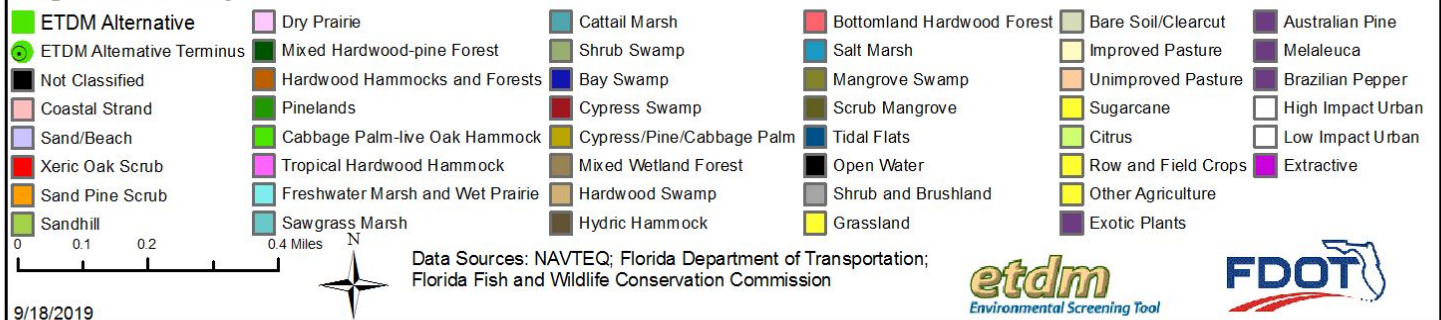 ETDM Alternative
ETDM Alternative Terminus
Not Classified
Coastal Strand
Sand/Beach
Xeric Oak Scrub
Sand Pine Scrub
Sandhill
Dry Prairie
Mixed Hardwood-pine Forest
Hardwood Hammocks and Forests
Pinelands
Cabbage Palm-live Oak Hammock
Tropical Hardwood Hammock
Freshwater Marsh and Wet Prairie
Sawgrass Marsh
Cattail Marsh
Shrub Swamp
Bay Swamp
Cypress Swamp
Cypress/Pine/Cabbage Palm
Mixed Wetland Forest
Hardwood Swamp
Hydric Hammock
Bottomland Hardwood Forest
Salt Marsh
Mangrove Swamp
Scrub Mangrove
Tidal Flats
Open Water
Shrub and Brushland
Grassland
Bare Soil/Clearcut
Improved Pasture
Unimproved Pasture
Sugarcane
Citrus
Row and Field Crops
Other Agriculture
Exotic Plants
Australian Pine
Melaleuca
Brazilian Pepper
High Impact Urban
Low Impact Urban
Extractive
0 0.1 0.2 0.4 Miles
N
Data Sources: NAVTEQ; Florida Department of Transportation;
Florida Fish and Wildlife Conservation Commission
etdm
Environmental Screening Tool
FDOT
9/18/2019